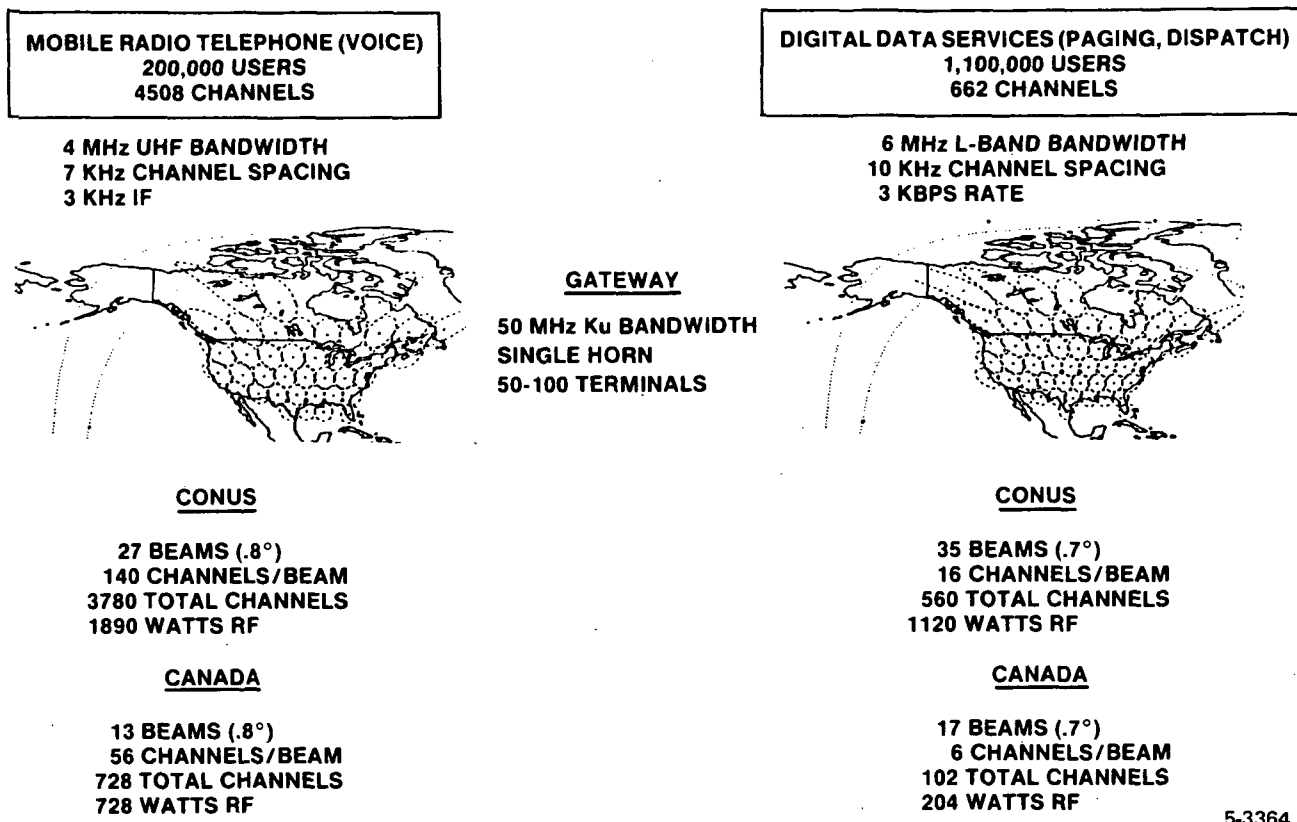 MOBILE RADIO TELEPHONE (VOICE)
200,000 USERS
4508 CHANNELS
4 MHz UHF BANDWIDTH
7 KHz CHANNEL SPACING
3 KHz IF
DIGITAL DATA SERVICES (PAGING, DISPATCH)
1,100,000 USERS
662 CHANNELS
6 MHz L-BAND BANDWIDTH
10 KHz CHANNEL SPACING
3 KBPS RATE
GATEWAY
50 MHz Ku BANDWIDTH
SINGLE HORN
50-100 TERMINALS
CONUS
27 BEAMS (.8°)
140 CHANNELS/BEAM
3780 TOTAL CHANNELS
1890 WATTS RF
CANADA
13 BEAMS (.8°)
56 CHANNELS/BEAM
728 TOTAL CHANNELS
728 WATTS RF
CONUS
35 BEAMS (.7°)
16 CHANNELS/BEAM
560 TOTAL CHANNELS
1120 WATTS RF
CANADA
17 BEAMS (.7°)
6 CHANNELS/BEAM
102 TOTAL CHANNELS
204 WATTS RF
5-3364